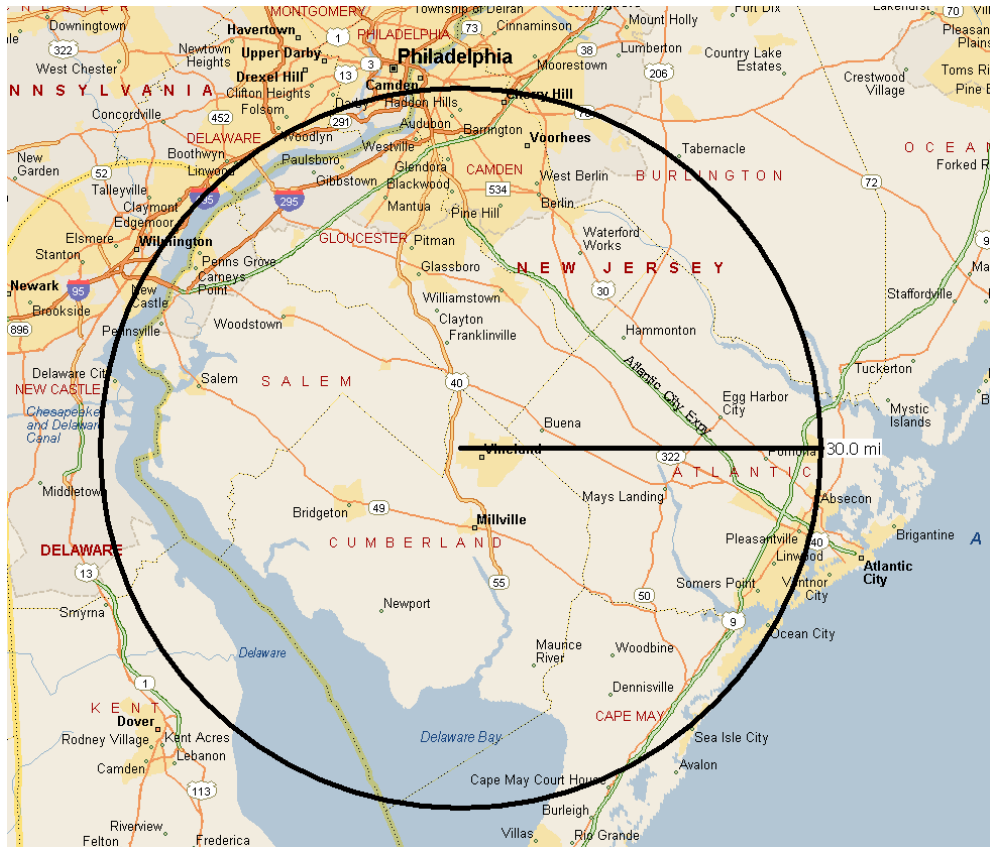 N E S T E R
MONTGOMERY
Township of Delran
Fort Dix
Lakehurst
70
Downingtown
Havertown
1
PHILADELPHIA
73
Cinnaminson
Mount Holly
322
Newtown
Heights
Upper Darby
3
Philadelphia
38
Lumberton
Country Lake
Estates
Pleasant
Plains
West Chester
Drexel Hill
13
Camden
Moorestown
206
Crestwood
Village
Toms Ri
NNSYLVANIA
Clifton Heights
Folsom
Darby
Haddon Hills
Cherry Hill
Pine B
Concordville
452
291
Audubon
Barrington
70
DELAWARE
Woodlyn
Westville
Voorhees
OCEAN
New
Garden
Boothwyn
Paulsboro
Glendora
Tabernacle
Forked R
52
Linwood
Gibbstown
Blackwood
CAMDEN
West Berlin
BURLINGTON
Talleyville
95
295
534
72
Claymont
Mantua
Pine Hill
Berlin
Edgemoor
Elsmere
Wilmington
GLOUCESTER
Pitman
Waterford
Works
9
Stanton
Penns Grove
Glassboro
NEW JERSEY
Ma
Newark
95
New
Castle
Carneys
Point
Williamstown
30
Staffordville
Brookside
896
Pennsville
Woodstown
Clayton
Franklinville
Hammonton
Delaware City
Salem
SALEM
40
Atlantic City Expy
Tuckerton
NEW CASTLE
Egg Harbor
City
Mystic
Islands
Chesapeake
and Delaware
Canal
Buena
Vineland
322
Pomona
30.0 mi
ATLANTIC
Middletown
Mays Landing
Absecon
Bridgeton
49
Millville
Pleasantville
Brigantine
A
CUMBERLAND
40
DELAWARE
Linwood
Atlantic
City
13
55
Somers Point
Ventnor
City
50
Smyrna
Newport
9
Ocean City
Delaware
Maurice
River
Woodbine
1
Dennisville
KENT
Dover
CAPE MAY
Rodney Village
Kent Acres
Delaware Bay
Sea Isle City
Lebanon
Camden
Cape May Court House
Avalon
113
Burleigh
Riverview
Villas
Rio Grande
Felton
Frederica